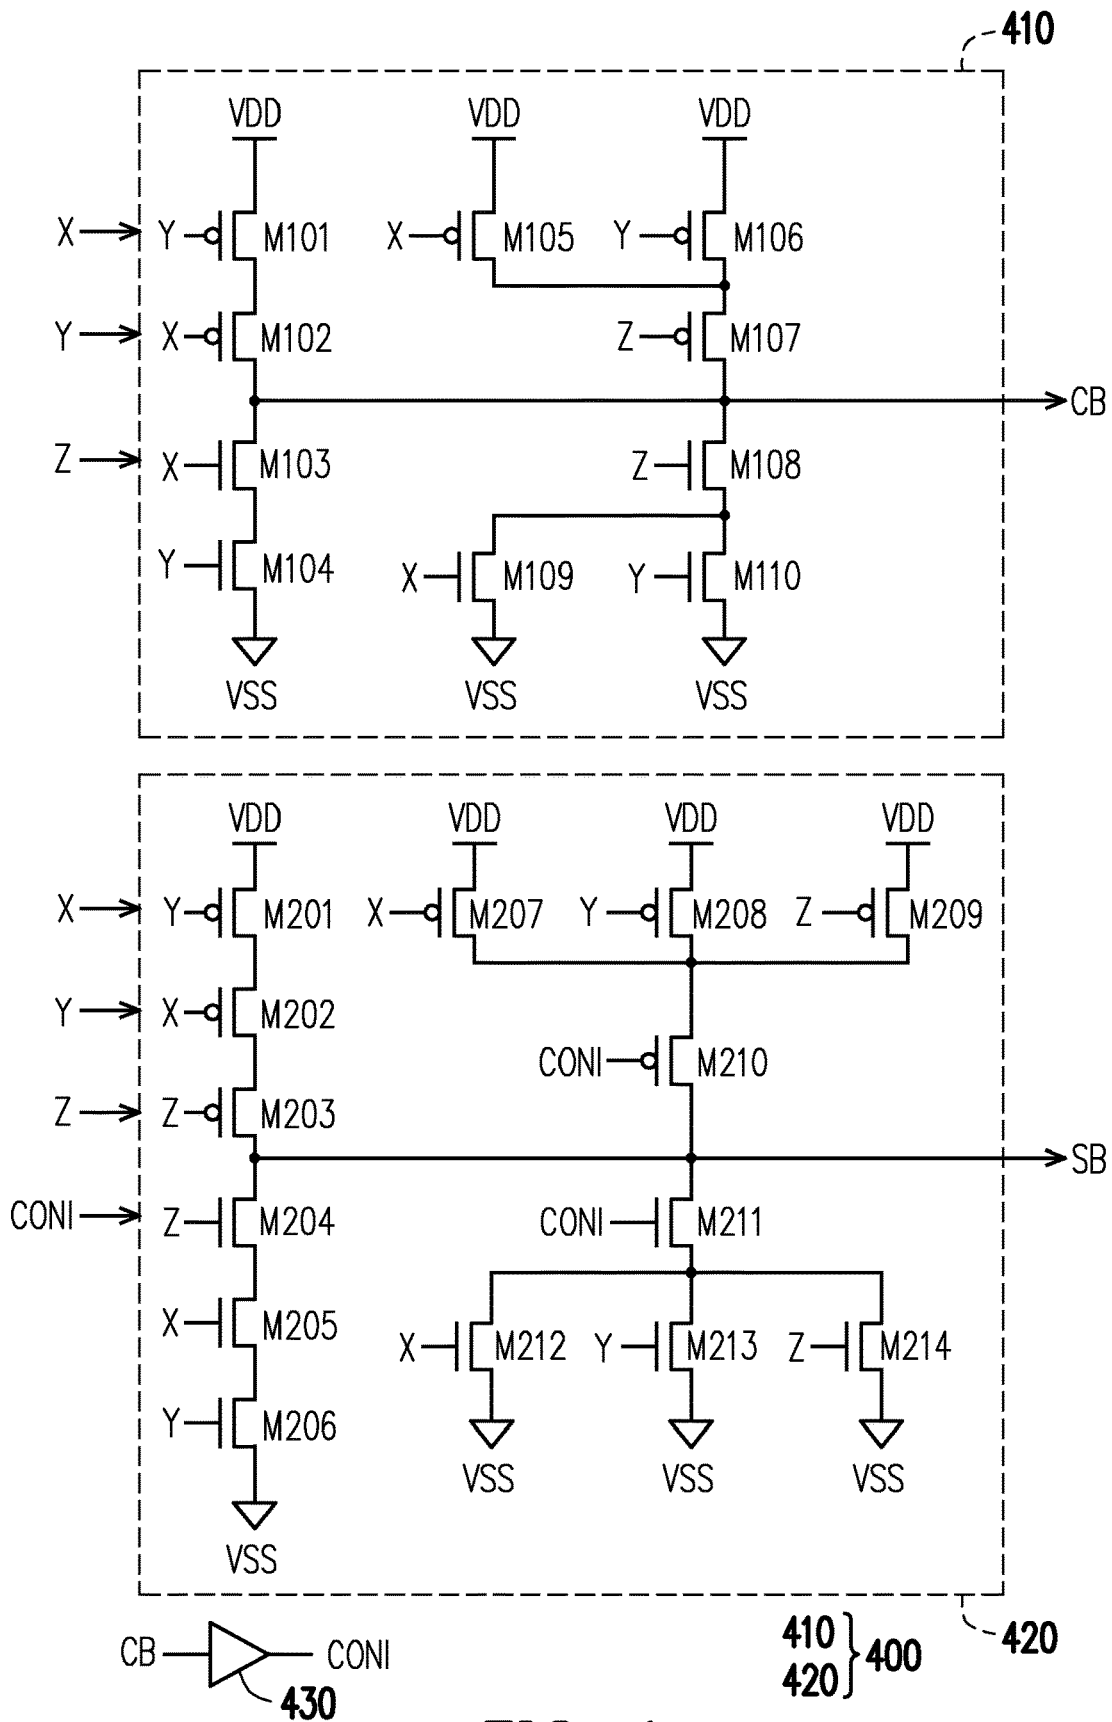 410
VDD VDD VDD
X Y M101 X M105 Y M106
Y X M102 Z M107
CB
Z X M103 Z M108
Y M104 X M109 Y M110
VSS VSS VSS
VDD VDD VDD VDD
X Y M201 X M207 Y M208 Z M209
Y X M202
CONI M210
Z Z M203
SB
CONI Z M204 CONI M211
X M205 X M212 Y M213 Z M214
Y M206
VSS VSS VSS
VSS
410
420
400
420
CB CONI
430